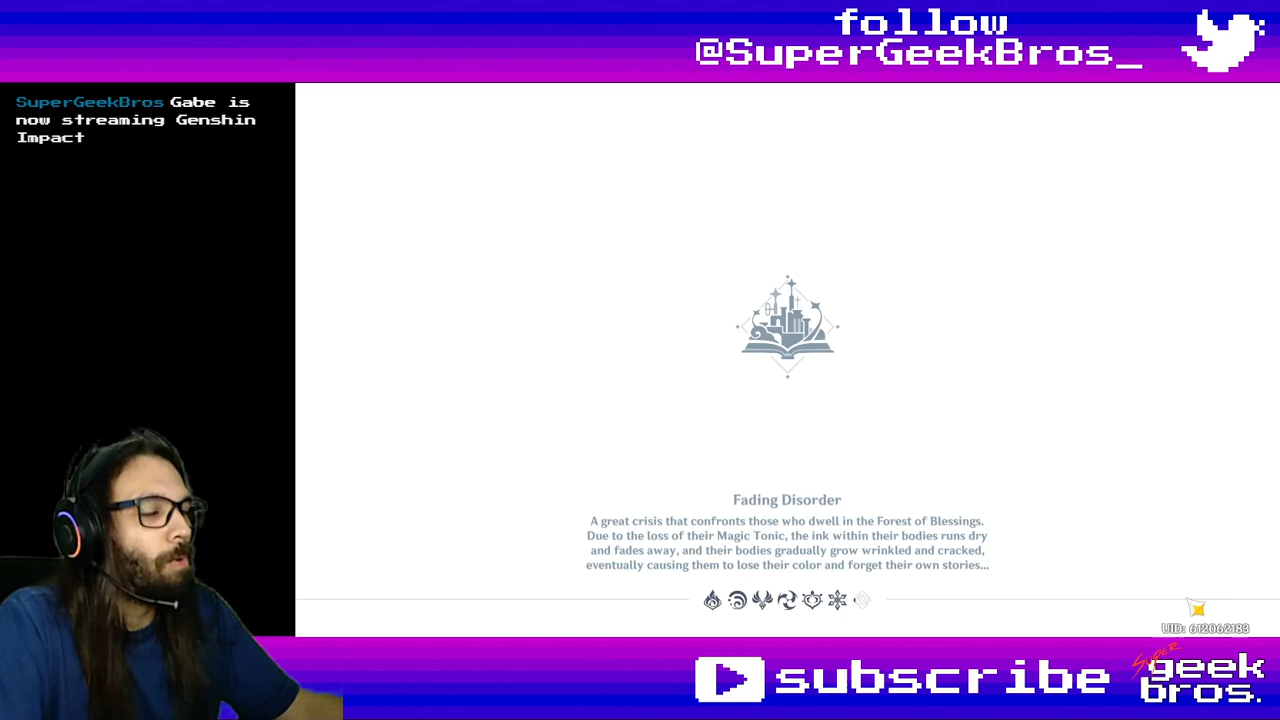 follow
@SuperGeekBros_
SuperGeekBros Gabe is
now streaming Genshin
Impact
Fading Disorder
A great crisis that confronts those who dwell in the Forest of Blessings.
Due to the loss of their Magic Tonic, the ink within their bodies runs dry
and fades away, and their bodies gradually grow wrinkled and cracked,
eventually causing them to lose their color and forget their own stories...
UID: 612062183
subscribe
Super
geek
bros.